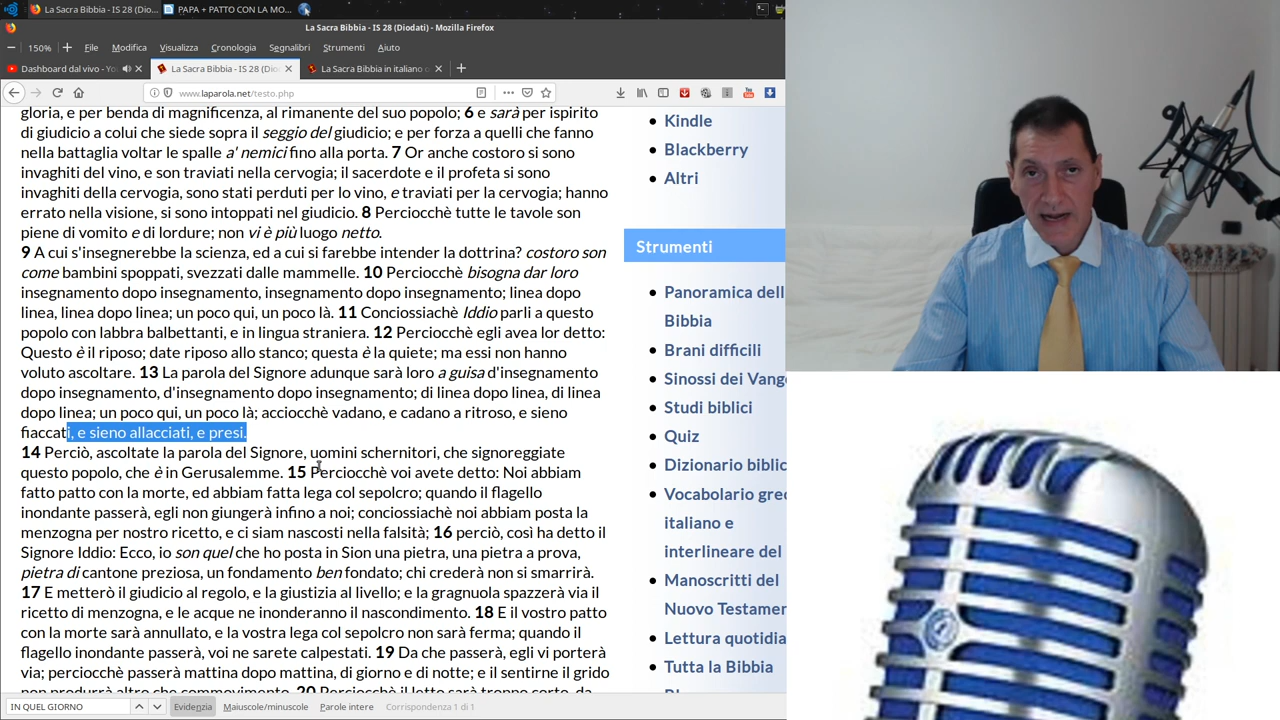 La Sacra Bibbia - IS 28 (Dio...
PAPA + PATTO CON LA MO...
La Sacra Bibbia - IS 28 (Diodati) - Mozilla Firefox
150% File Modifica Visualizza Cronologia Segnalibri Strumenti Aiuto
Dashboard dal vivo - Yo
La Sacra Bibbia - IS 28 (Dio
La Sacra Bibbia in italiano o
www.laparola.net/testo.php
gloria, e per benda di magnificenza, al rimanente del suo popolo; 6 e sarà per ispirito
di giudicio a colui che siede sopra il seggio del giudicio; e per forza a quelli che fanno
nella battaglia voltar le spalle a' nemici fino alla porta. 7 Or anche costoro si sono
invaghiti del vino, e son traviati nella cervogia; il sacerdote e il profeta si sono
invaghiti della cervogia, sono stati perduti per lo vino, e traviati per la cervogia; hanno
errato nella visione, si sono intoppati nel giudicio. 8 Perciocchè tutte le tavole son
piene di vomito e di lordure; non vi è più luogo netto.
9 A cui s'insegnerebbe la scienza, ed a cui si farebbe intender la dottrina? costoro son
come bambini spoppati, svezzati dalle mammelle. 10 Perciocchè bisogna dar loro
insegnamento dopo insegnamento, insegnamento dopo insegnamento; linea dopo
linea, linea dopo linea; un poco qui, un poco là. 11 Conciossiachè Iddio parli a questo
popolo con labbra balbettanti, e in lingua straniera. 12 Perciocchè egli avea lor detto:
Questo è il riposo; date riposo allo stanco; questa è la quiete; ma essi non hanno
voluto ascoltare. 13 La parola del Signore adunque sarà loro a guisa d'insegnamento
dopo insegnamento, d'insegnamento dopo insegnamento; di linea dopo linea, di linea
dopo linea; un poco qui, un poco là; acciocchè vadano, e cadano a ritroso, e sieno
fiaccati, e sieno allacciati, e presi.
14 Perciò, ascoltate la parola del Signore, uomini schernitori, che signoreggiate
questo popolo, che è in Gerusalemme. 15 Perciocchè voi avete detto: Noi abbiam
fatto patto con la morte, ed abbiam fatta lega col sepolcro; quando il flagello
inondante passerà, egli non giungerà infino a noi; conciossiachè noi abbiam posta la
menzogna per nostro ricetto, e ci siam nascosti nella falsità; 16 perciò, così ha detto il
Signore Iddio: Ecco, io son quel che ho posta in Sion una pietra, una pietra a prova,
pietra di cantone preziosa, un fondamento ben fondato; chi crederà non si smarrirà.
17 E metterò il giudicio al regolo, e la giustizia al livello; e la gragnuola spazzerà via il
ricetto di menzogna, e le acque ne inonderanno il nascondimento. 18 E il vostro patto
con la morte sarà annullato, e la vostra lega col sepolcro non sarà ferma; quando il
flagello inondante passerà, voi ne sarete calpestati. 19 Da che passerà, egli vi porterà
via; perciocchè passerà mattina dopo mattina, di giorno e di notte; e il sentirne il grido
non produrrà altro che commovimento. 20 Perciocchè il letto sarà troppo corto, da
Kindle
Blackberry
Altri
Strumenti
Panoramica dell
Bibbia
Brani difficili
Sinossi dei Vang
Studi biblici
Quiz
Dizionario biblic
Vocabolario grec
italiano e
interlineare del
Manoscritti del
Nuovo Testamen
Lettura quotidia
Tutta la Bibbia
IN QUEL GIORNO Evidenzia Maiuscole/minuscole Parole intere Corrispondenza 1 di 1